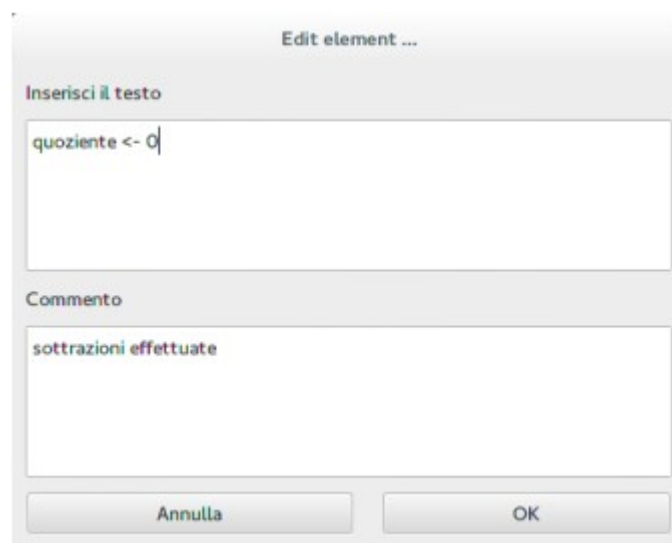 Edit element ...
Inserisci il testo
quoziente <- 0
Commento
sottrazioni effettuate
Annulla
OK